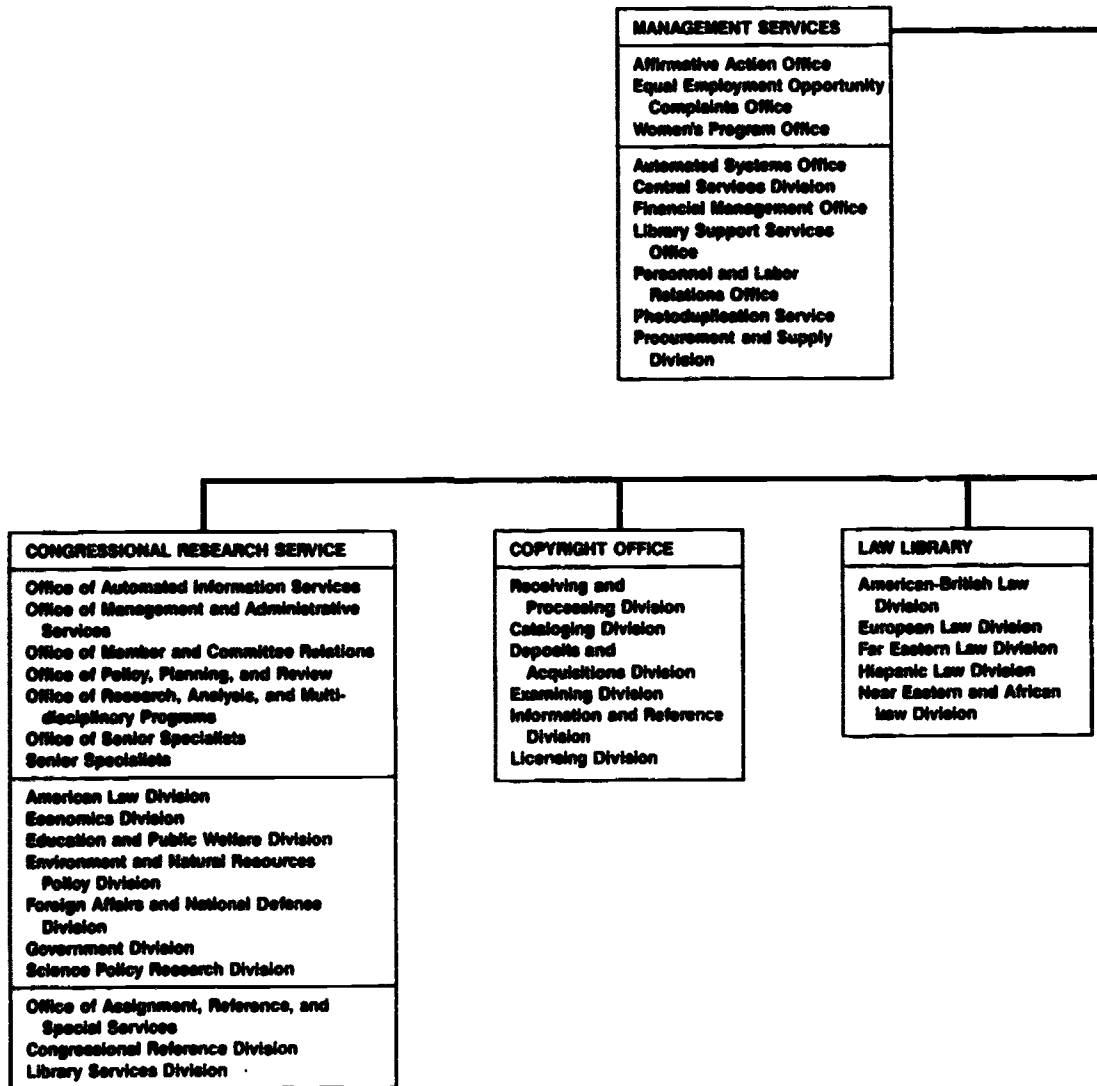 MANAGEMENT SERVICES
Affirmative Action Office
Equal Employment Opportunity
Complaints Office
Women's Program Office
Automated Systems Office
Central Services Division
Financial Management Office
Library Support Services
Office
Personnel and Labor
Relations Office
Photoduplication Service
Procurement and Supply
Division
CONGRESSIONAL RESEARCH SERVICE
Office of Automated Information Services
Office of Management and Administrative
Services
Office of Member and Committee Relations
Office of Policy, Planning, and Review
Office of Research, Analysis, and Multi-
disciplinary Programs
Office of Senior Specialists
Senior Specialists
American Law Division
Economics Division
Education and Public Welfare Division
Environment and Natural Resources
Policy Division
Foreign Affairs and National Defense
Division
Government Division
Science Policy Research Division
Office of Assignment, Reference, and
Special Services
Congressional Reference Division
Library Services Division
COPYRIGHT OFFICE
Receiving and
Processing Division
Cataloging Division
Deposits and
Acquisitions Division
Examining Division
Information and Reference
Division
Licensing Division
LAW LIBRARY
American-British Law
Division
European Law Division
Far Eastern Law Division
Hispanic Law Division
Near Eastern and African
Law Division